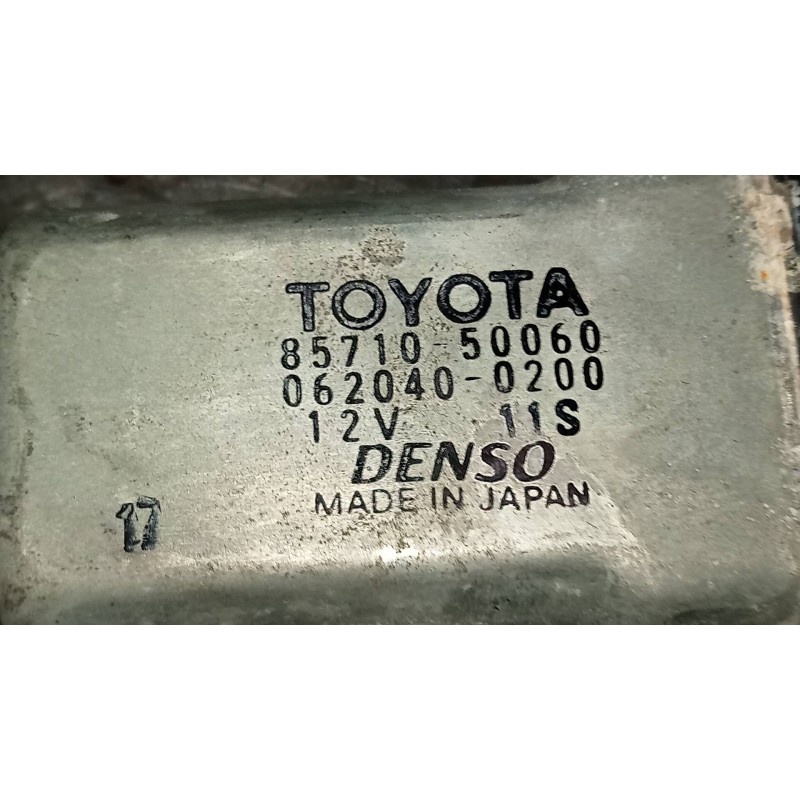 TOYOTA
85710-50060
062040-0200
12V 11S
DENSO
MADE IN JAPAN
17